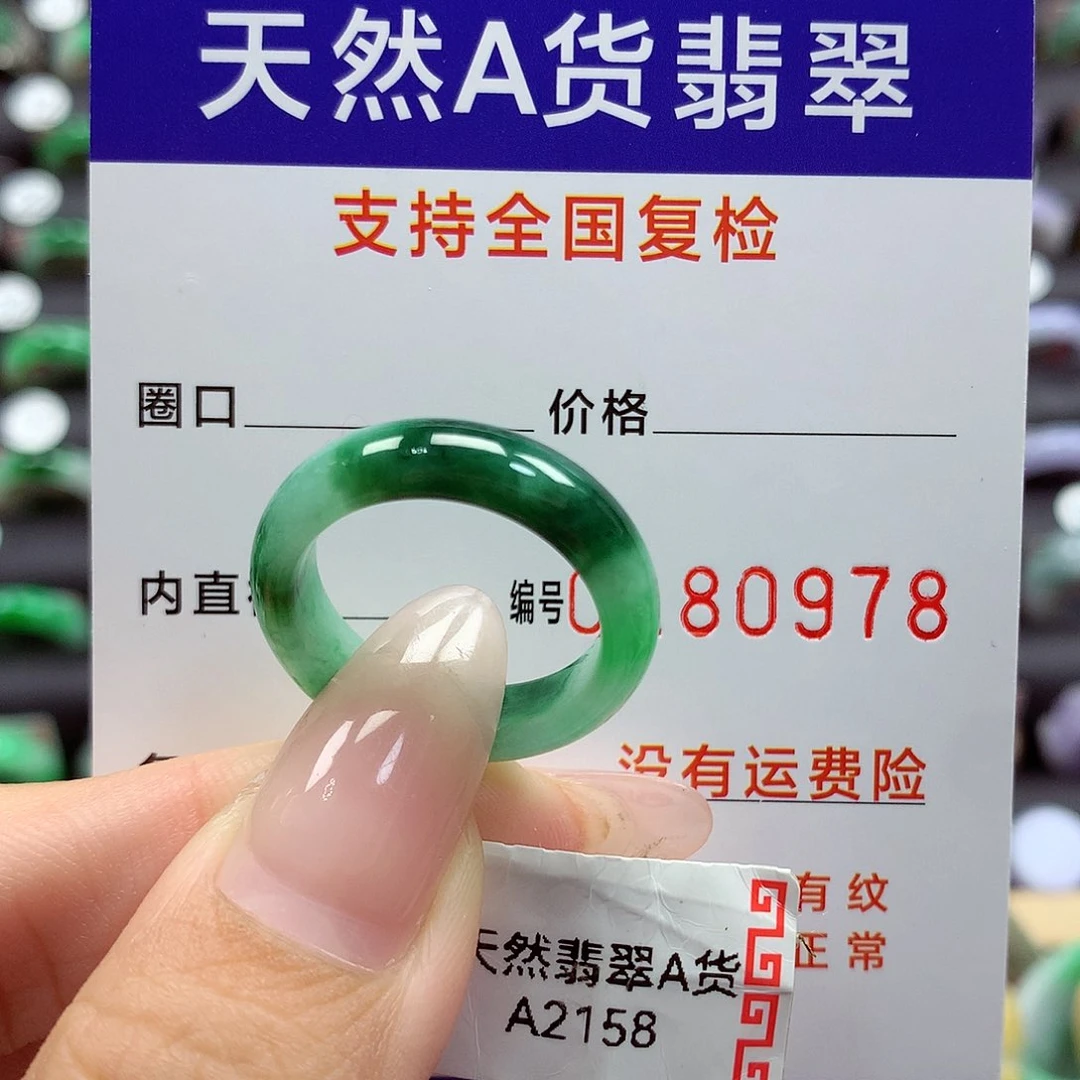 天然A货翡翠
支持全国复检
圈口 价格
内直 编号 80978
没有运费险
有纹
正常
天然翡翠A货
A2158